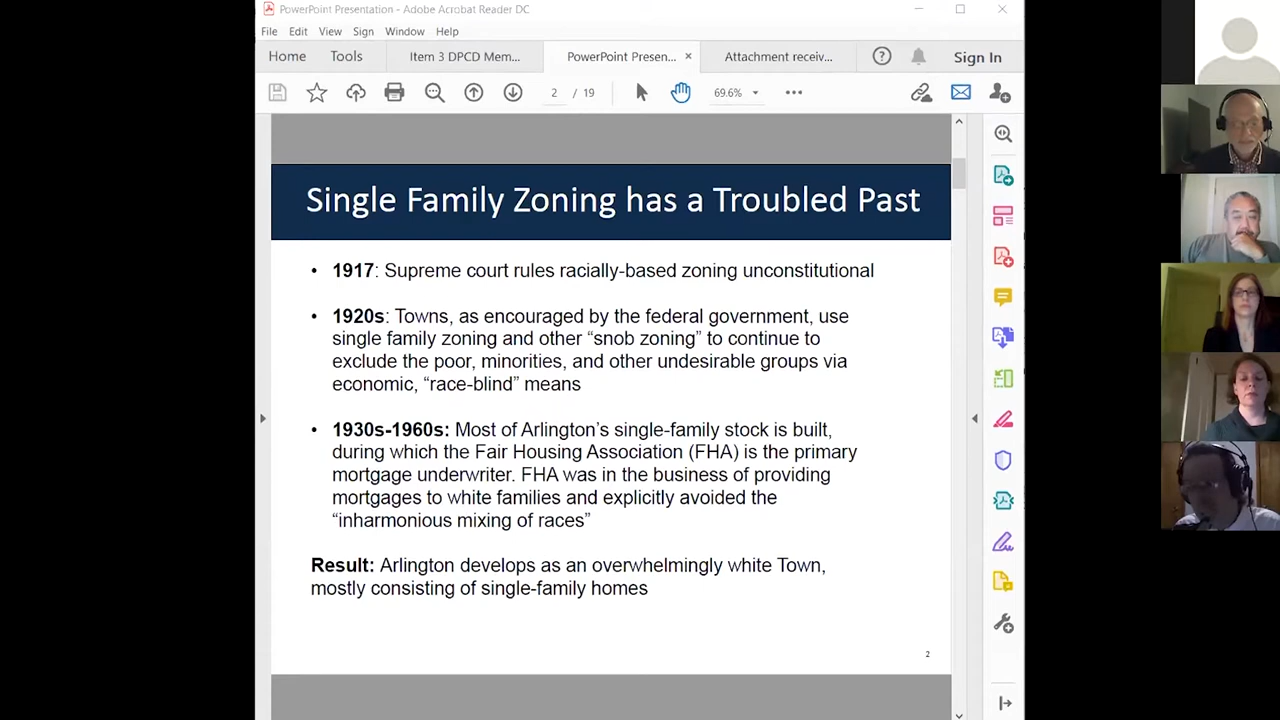 PowerPoint Presentation - Adobe Acrobat Reader DC
File Edit View Sign Window Help
Home Tools Item 3 DPCD Mem... PowerPoint Presen... × Attachment receiv... Sign In
2 / 19 69.6%
Single Family Zoning has a Troubled Past
• 1917: Supreme court rules racially-based zoning unconstitutional
• 1920s: Towns, as encouraged by the federal government, use
single family zoning and other “snob zoning” to continue to
exclude the poor, minorities, and other undesirable groups via
economic, “race-blind” means
• 1930s-1960s: Most of Arlington’s single-family stock is built,
during which the Fair Housing Association (FHA) is the primary
mortgage underwriter. FHA was in the business of providing
mortgages to white families and explicitly avoided the
“inharmonious mixing of races”
Result: Arlington develops as an overwhelmingly white Town,
mostly consisting of single-family homes
2